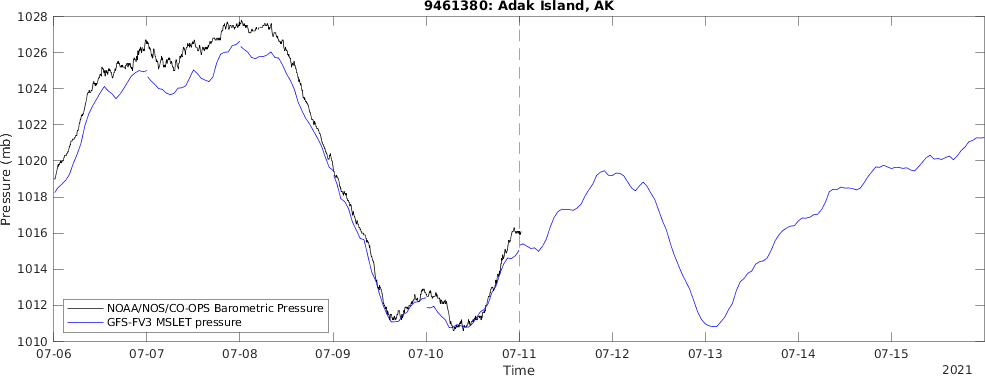 9461380: Adak Island, AK
Pressure (mb)
1028
1026
1024
1022
1020
1018
1016
1014
1012
1010
NOAA/NOS/CO-OPS Barometric Pressure
GFS-FV3 MSLET pressure
07-06 07-07 07-08 07-09 07-10 07-11 07-12 07-13 07-14 07-15
Time
2021